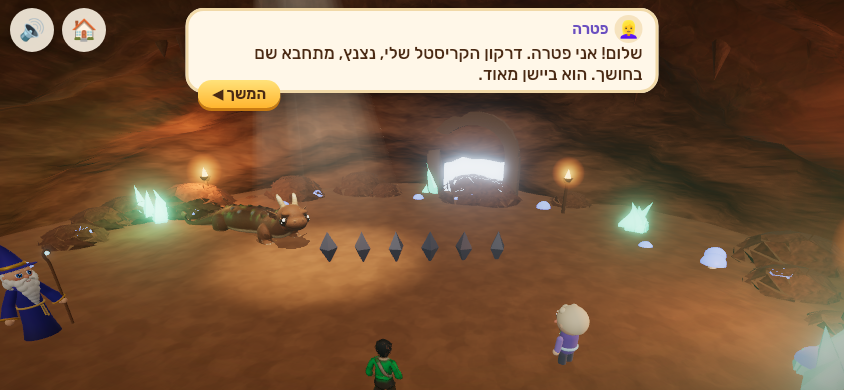 פטרה
שלום! אני פטרה. דרקון הקריסטל שלי, נצנץ, מתחבא שם
בחושך. הוא ביישן מאוד.
המשך ◀